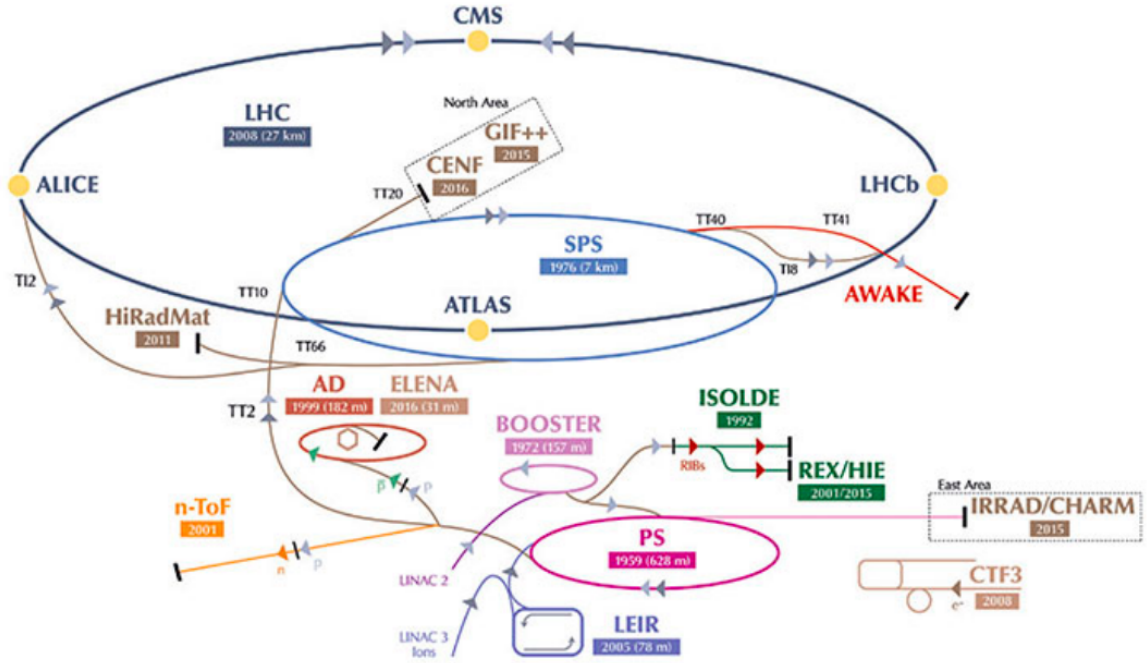 CMS
LHC
2008 (27 km)
North Area
GIF++
2015
CENF
2016
TT20
ALICE
LHCb
TT40
TT41
SPS
1976 (7 km)
TI8
TI2
TT10
ATLAS
AWAKE
HiRadMat
2011
TT66
AD
1999 (182 m)
ELENA
2016 (31 m)
TT2
ISOLDE
1992
BOOSTER
1972 (157 m)
RIBs
REX/HIE
2001/2015
p̅
p
East Area
n-ToF
2001
IRRAD/CHARM
2015
PS
1959 (628 m)
n
p
LINAC 2
CTF3
2008
e⁻
LINAC 3
Ions
LEIR
2005 (78 m)